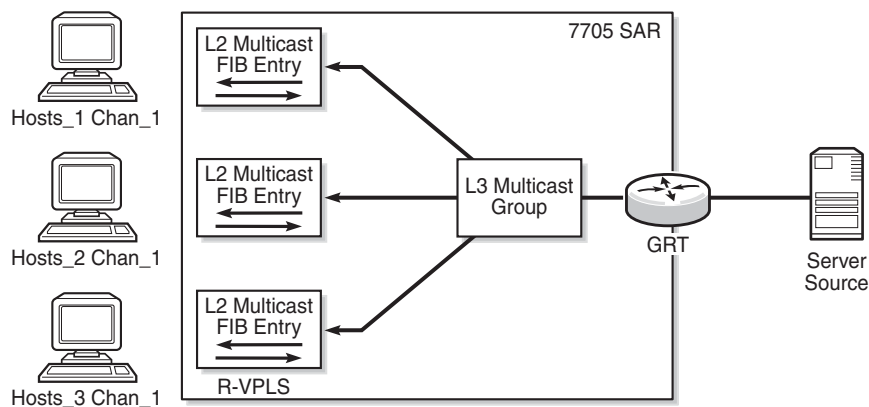 7705 SAR
L2 Multicast
FIB Entry
Hosts_1 Chan_1
L2 Multicast
FIB Entry
L3 Multicast
Group
Hosts_2 Chan_1
GRT
Server
Source
L2 Multicast
FIB Entry
R-VPLS
Hosts_3 Chan_1